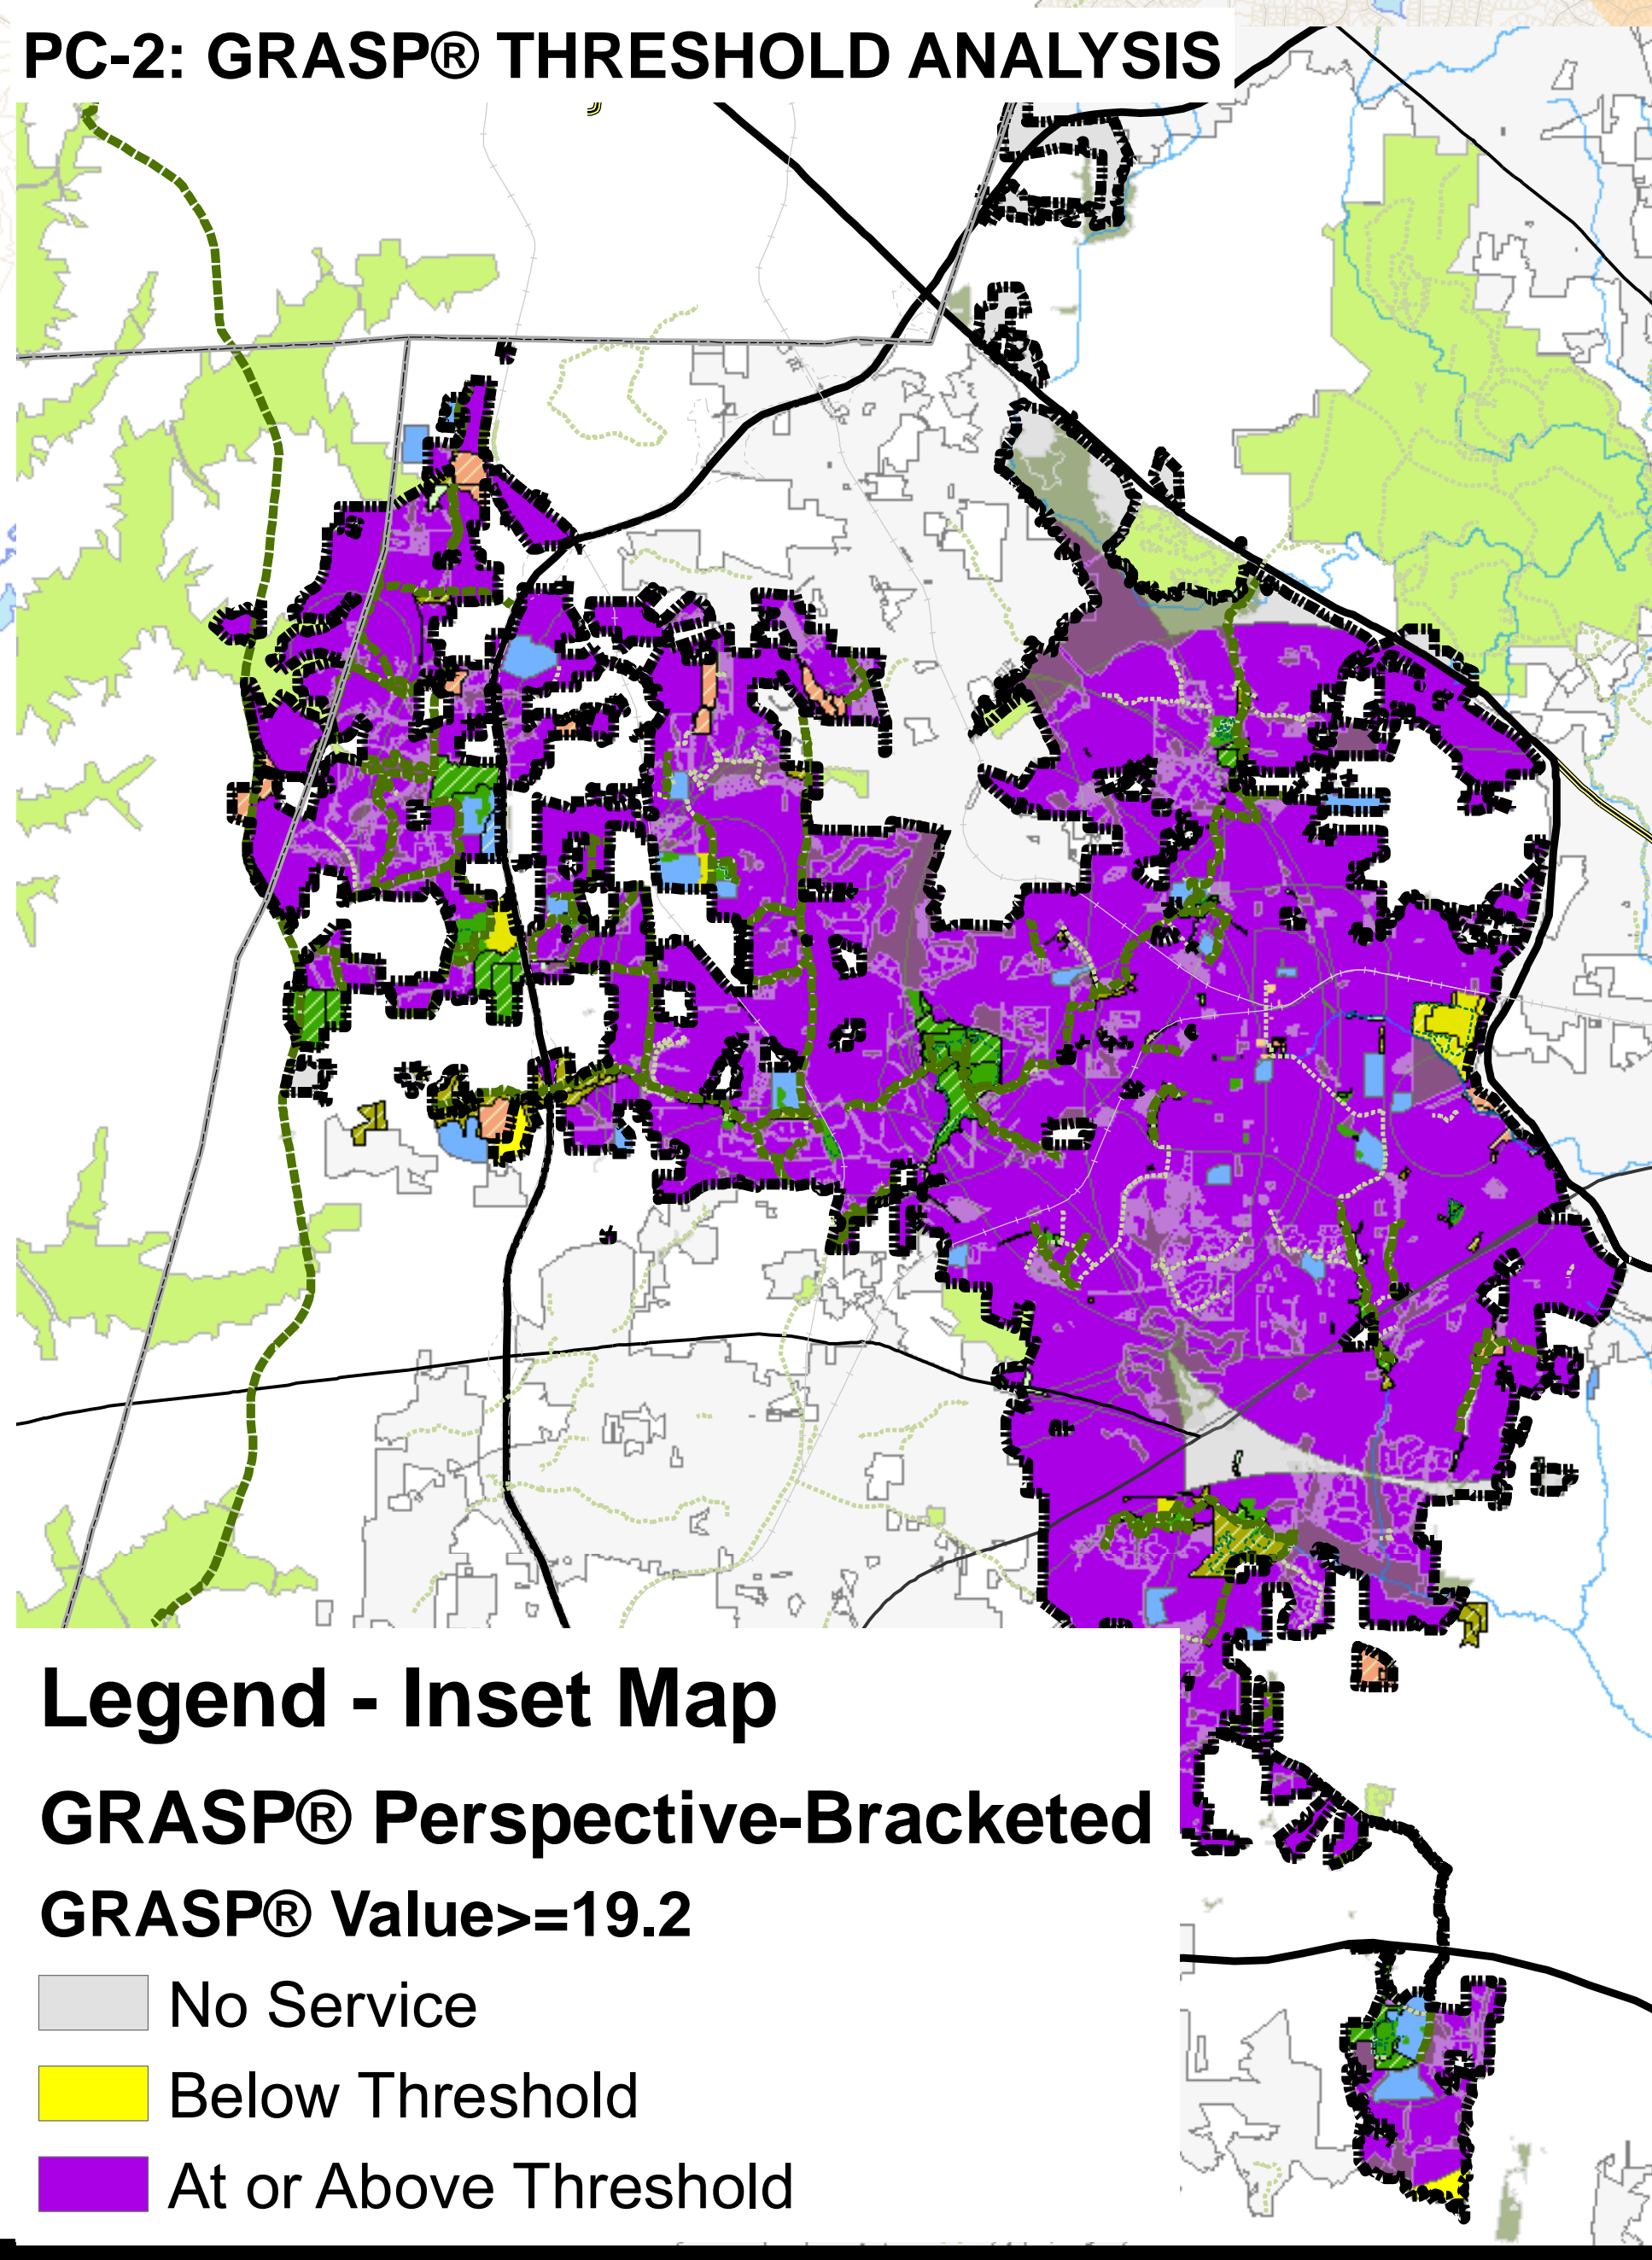 PC-2: GRASP® THRESHOLD ANALYSIS
Legend - Inset Map
GRASP® Perspective-Bracketed
GRASP® Value>=19.2
No Service
Below Threshold
At or Above Threshold